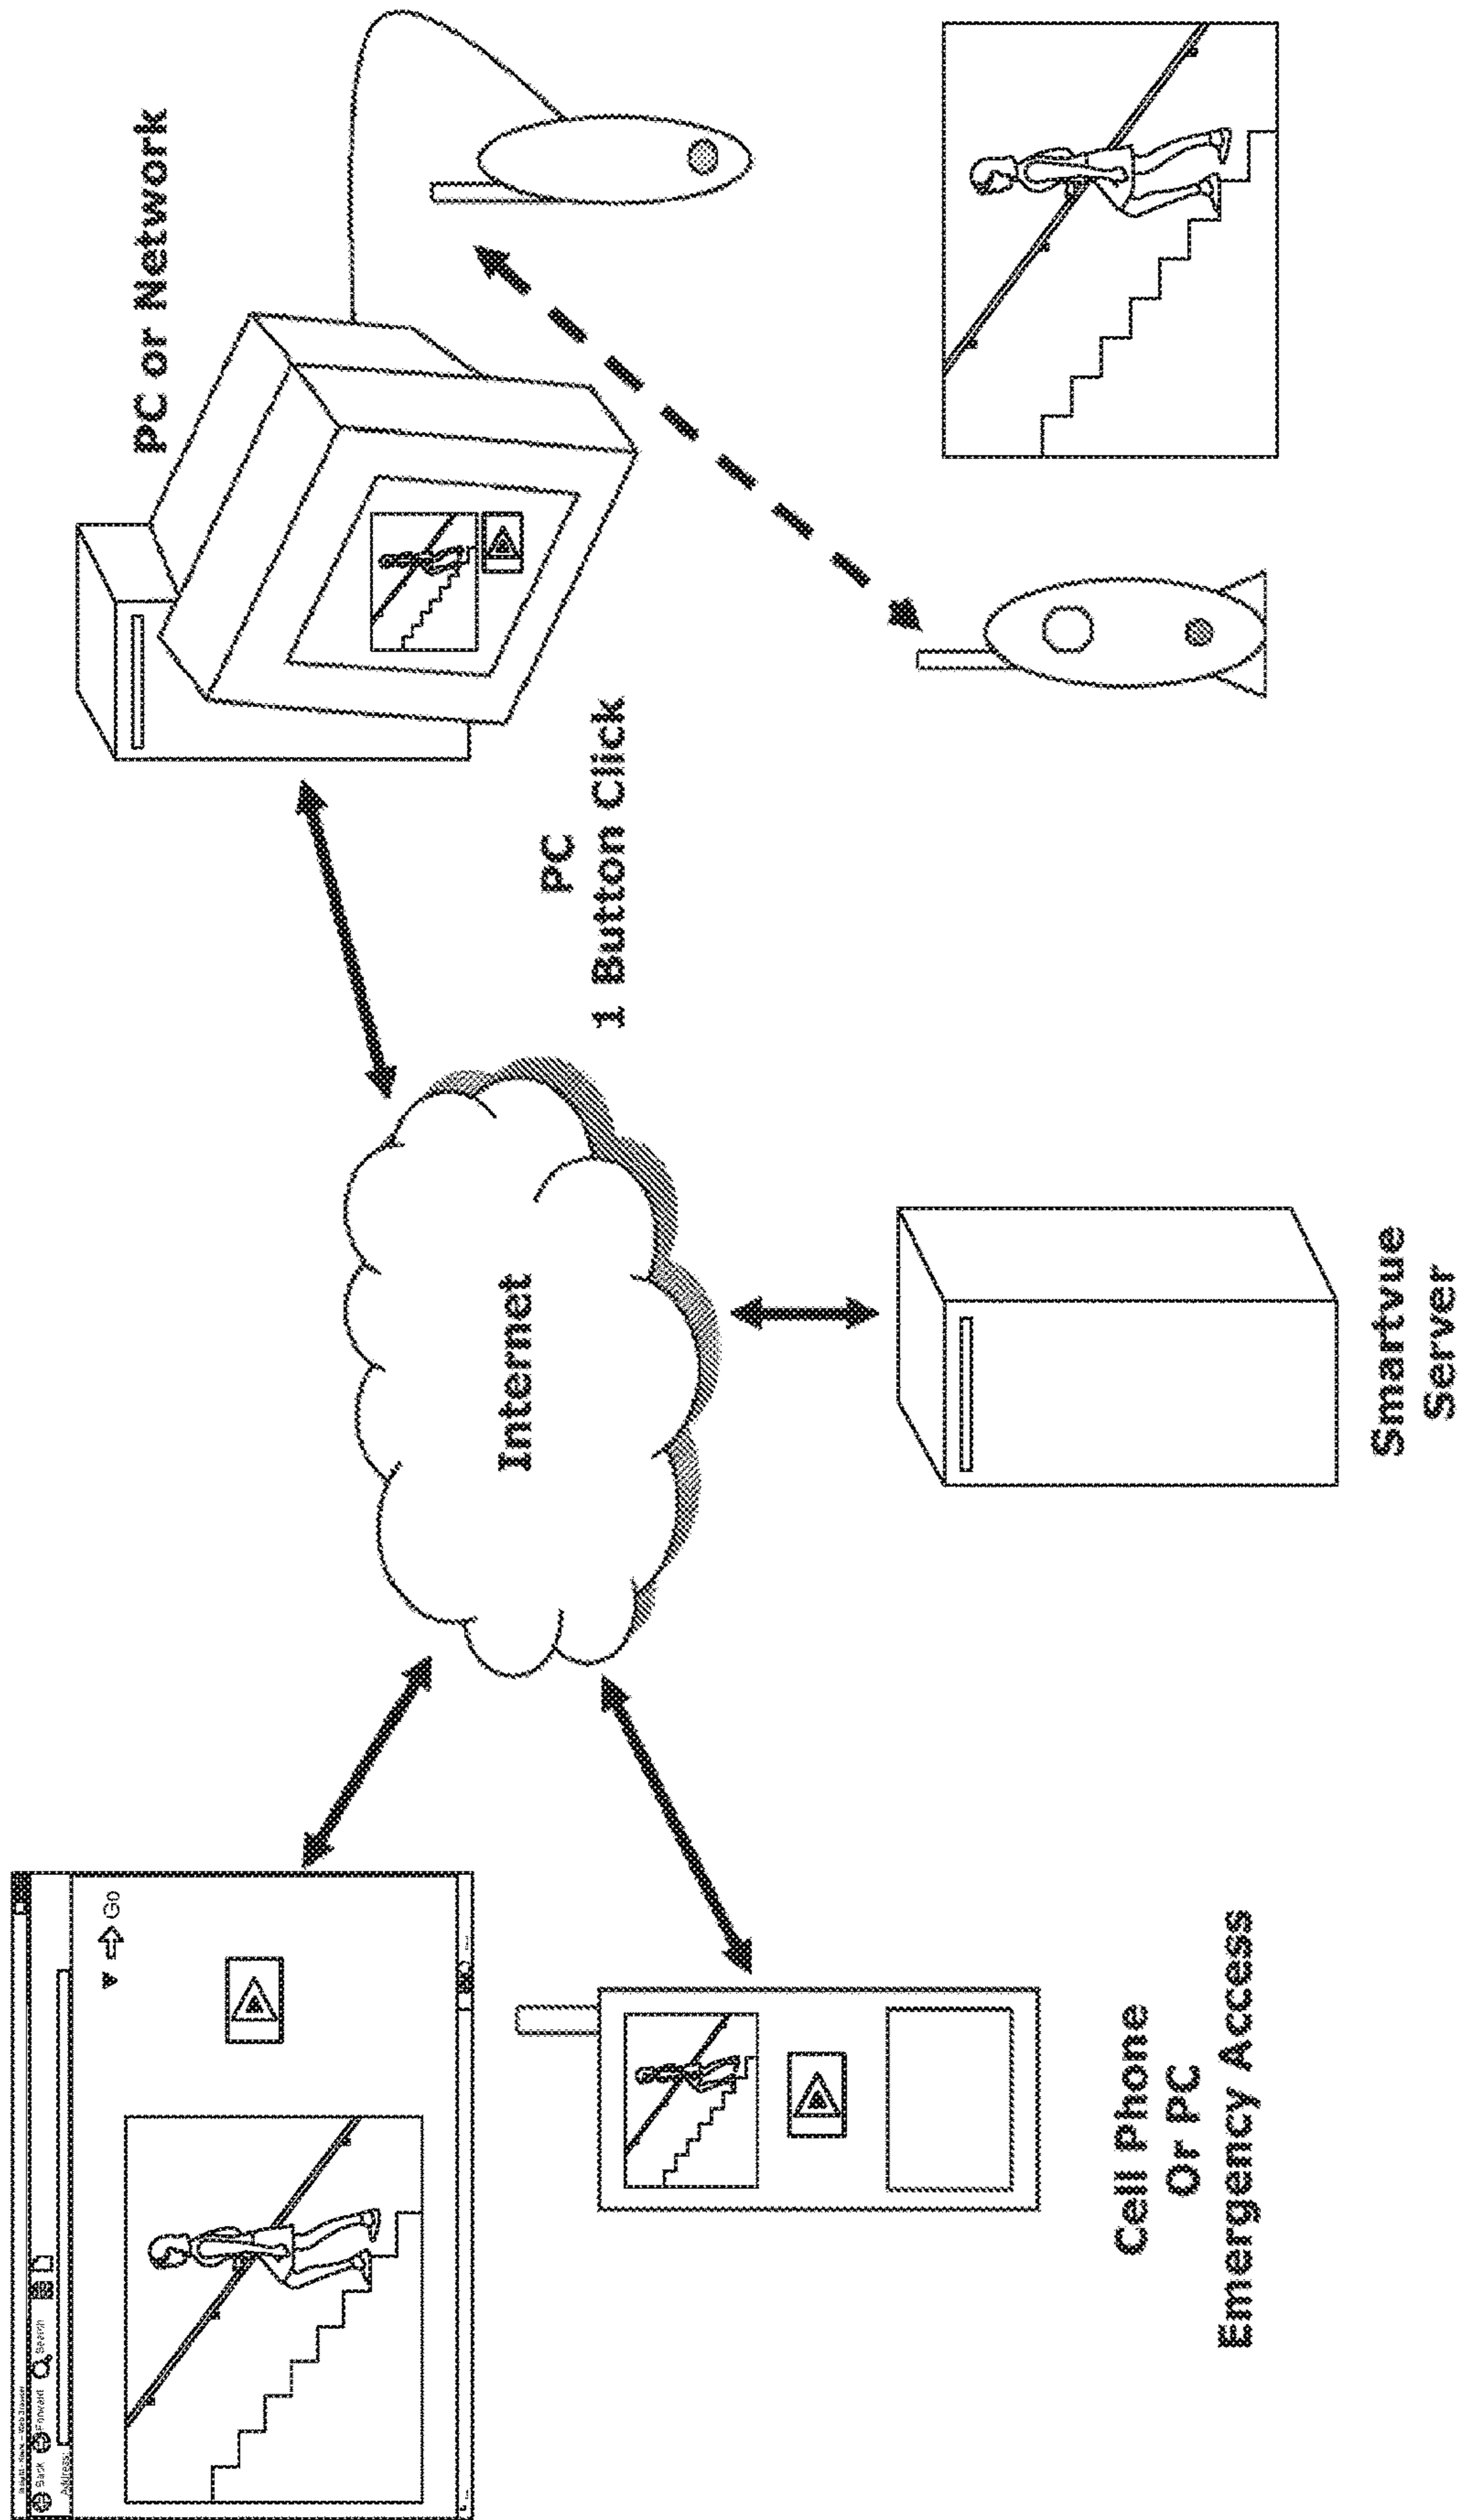 Back
Forward
Search
Address:
Go
Internet
PC or Network
PC
1 Button Click
Cell Phone
Or PC
Emergency Access
Smartvue
Server